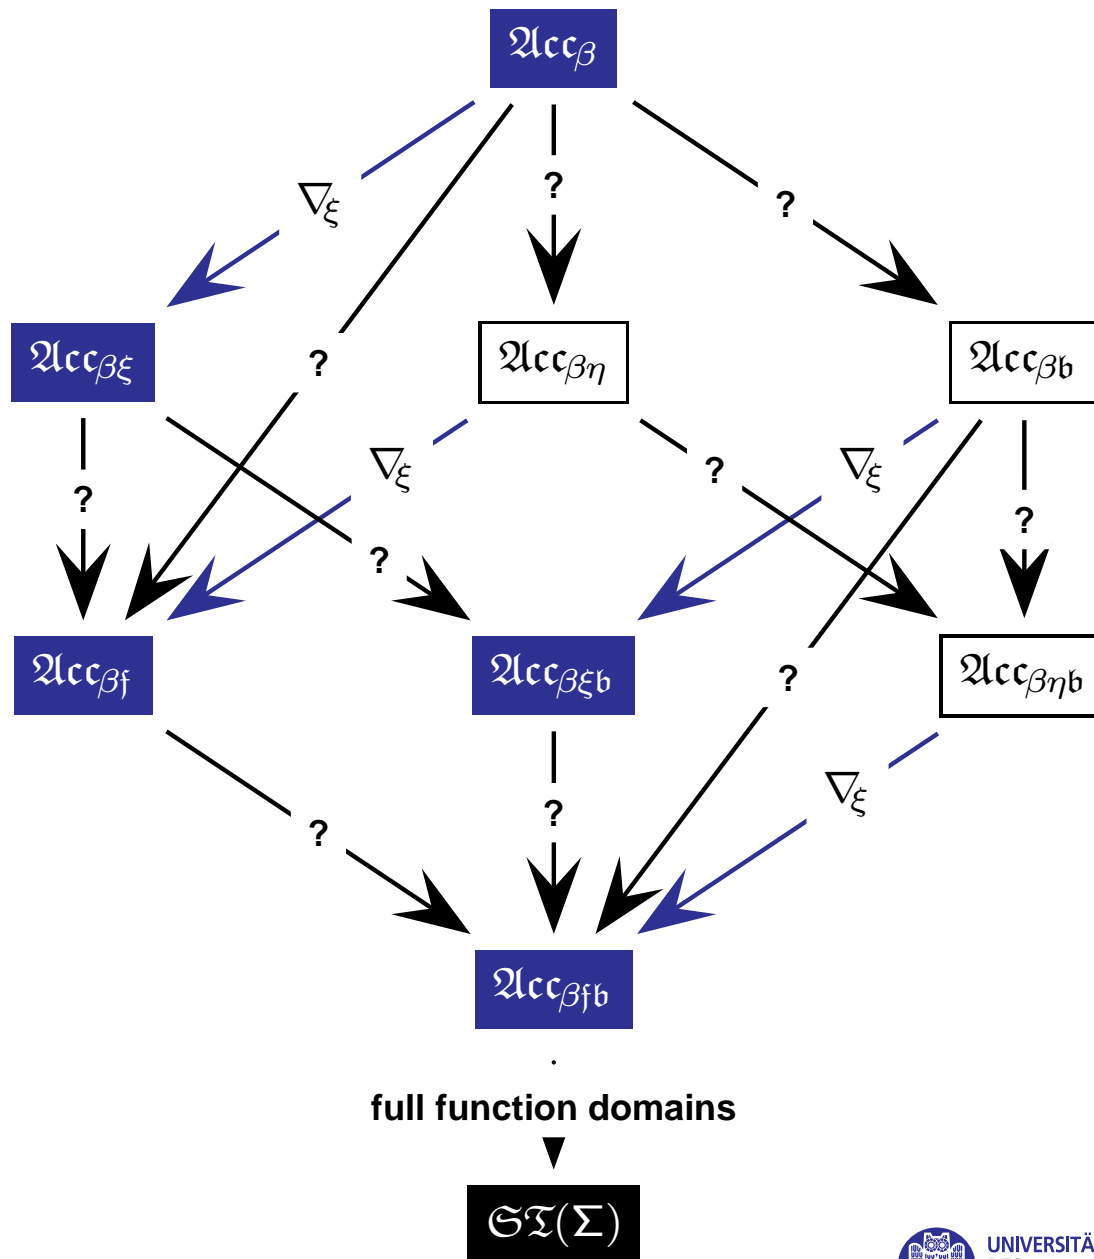 𝔄𝔠𝔠β
?
∇ξ
?
𝔄𝔠𝔠βξ
?
𝔄𝔠𝔠βη
𝔄𝔠𝔠β𝔟
?
∇ξ
?
∇ξ
?
?
𝔄𝔠𝔠β𝔣
𝔄𝔠𝔠βξ𝔟
?
𝔄𝔠𝔠βη𝔟
?
?
∇ξ
𝔄𝔠𝔠β𝔣𝔟
full function domains
𝔖𝔗(Σ)
UNIVERSITÄ